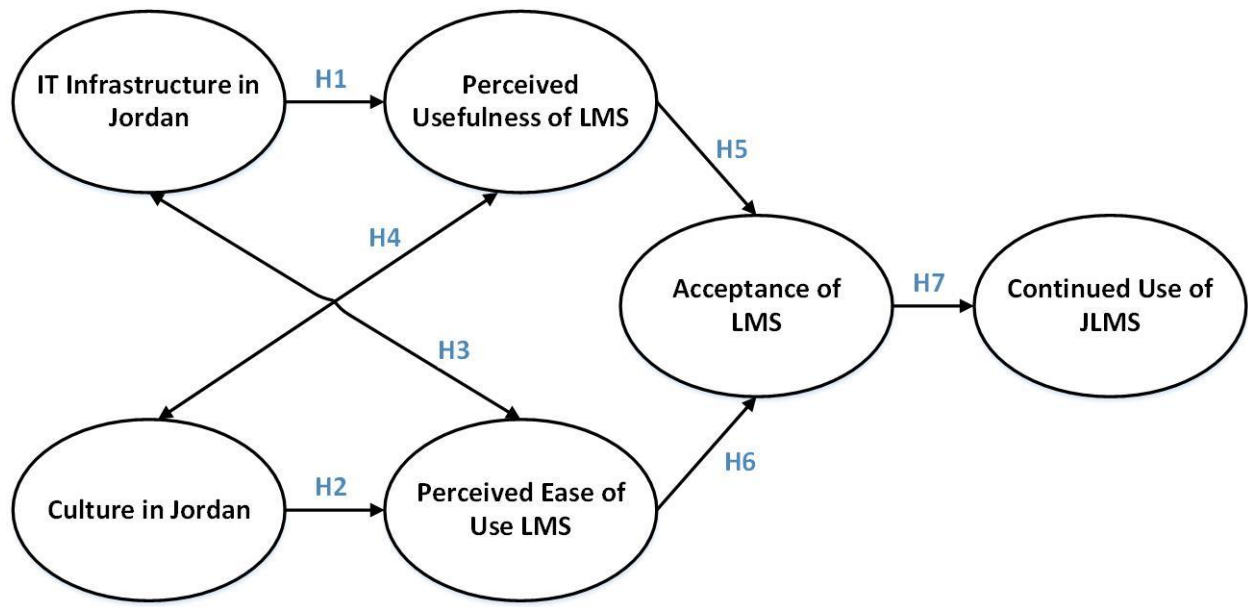 IT Infrastructure in
Jordan
H1
Perceived
Usefulness of LMS
H5
H4
Acceptance of
LMS
H7
Continued Use of
JLMS
H3
Culture in Jordan
H2
Perceived Ease of
Use LMS
H6